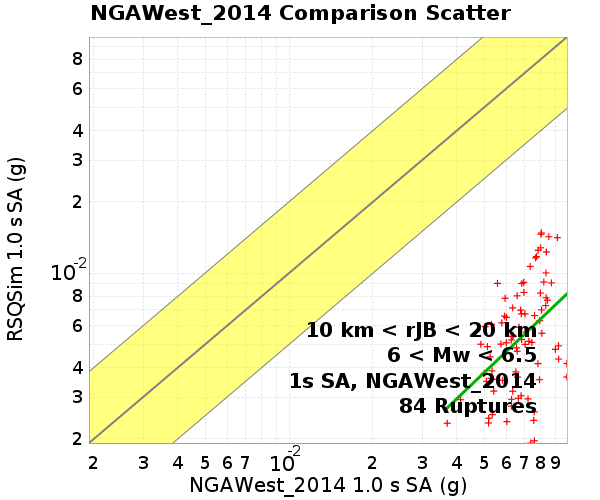 NGAWest_2014 Comparison Scatter
RSQSim 1.0 s SA (g)
8
6
4
3
2
10-2
8
6
4
3
2
10 km < rJB < 20 km
6 < Mw < 6.5
1s SA, NGAWest_2014
84 Ruptures
2 3 4 5 6 7 10-2 2 3 4 5 6 7 8 9
NGAWest_2014 1.0 s SA (g)